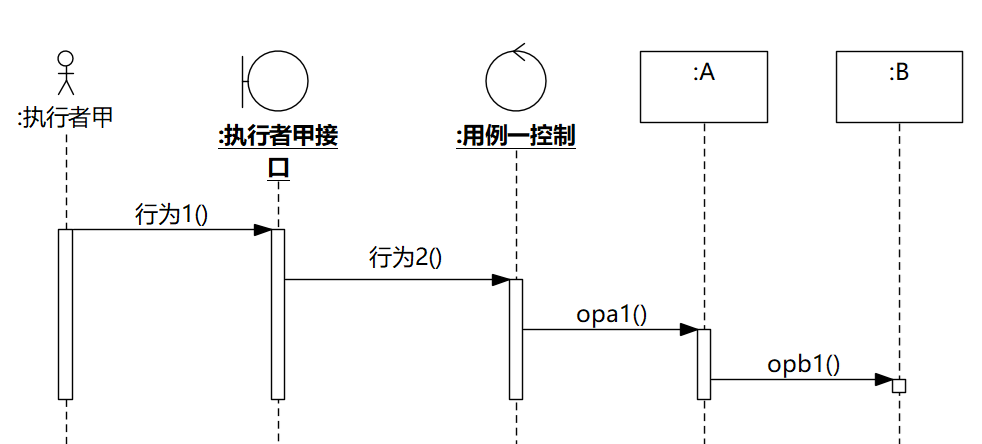 :执行者甲
:执行者甲接
口
:用例一控制
:A
:B
行为1()
行为2()
opa1()
opb1()